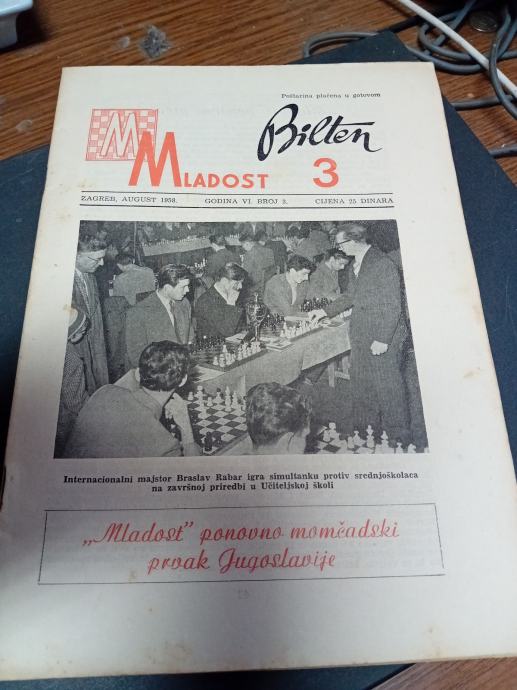 Poštarina plaćena u gotovom
MM
Bilten
MLADOST 3
ZAGREB, AUGUST 1958. GODINA VI. BROJ 3. CIJENA 25 DINARA
Internacionalni majstor Braslav Rabar igra simultanku protiv srednjoškolaca
na završnoj priredbi u Učiteljskoj školi
„Mladost" ponovno momčadski
prvak Jugoslavije